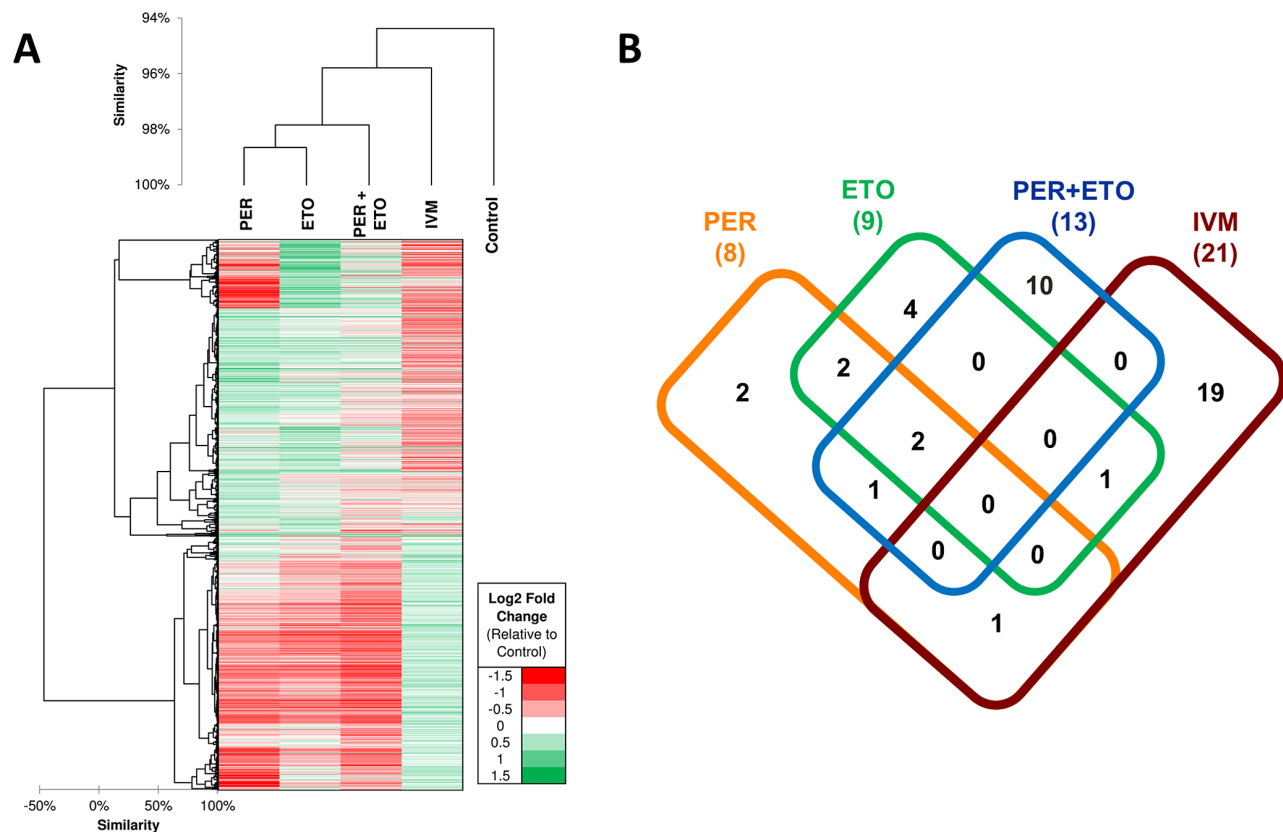 A
94%
96%
98%
100%
Similarity
PER
ETO
PER +
ETO
IVM
Control
-50%
0%
50%
100%
Similarity
Log2 Fold
Change
(Relative to
Control)
-1.5
-1
-0.5
0
0.5
1
1.5
B
PER
(8)
ETO
(9)
PER+ETO
(13)
IVM
(21)
10
4
2
0
0
2
19
2
0
1
0
1
0
0
1